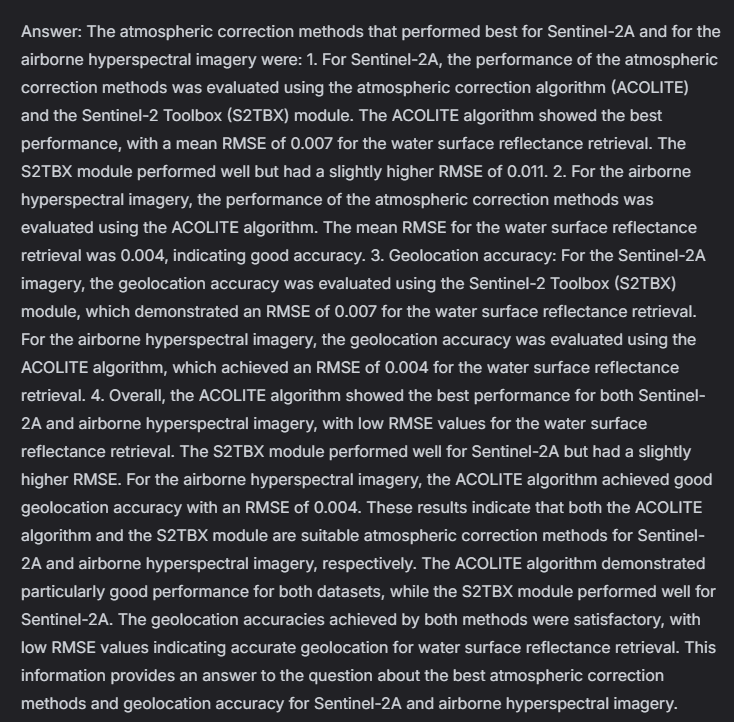 Answer: The atmospheric correction methods that performed best for Sentinel-2A and for the
airborne hyperspectral imagery were: 1. For Sentinel-2A, the performance of the atmospheric
correction methods was evaluated using the atmospheric correction algorithm (ACOLITE)
and the Sentinel-2 Toolbox (S2TBX) module. The ACOLITE algorithm showed the best
performance, with a mean RMSE of 0.007 for the water surface reflectance retrieval. The
S2TBX module performed well but had a slightly higher RMSE of 0.011. 2. For the airborne
hyperspectral imagery, the performance of the atmospheric correction methods was
evaluated using the ACOLITE algorithm. The mean RMSE for the water surface reflectance
retrieval was 0.004, indicating good accuracy. 3. Geolocation accuracy: For the Sentinel-2A
imagery, the geolocation accuracy was evaluated using the Sentinel-2 Toolbox (S2TBX)
module, which demonstrated an RMSE of 0.007 for the water surface reflectance retrieval.
For the airborne hyperspectral imagery, the geolocation accuracy was evaluated using the
ACOLITE algorithm, which achieved an RMSE of 0.004 for the water surface reflectance
retrieval. 4. Overall, the ACOLITE algorithm showed the best performance for both Sentinel-
2A and airborne hyperspectral imagery, with low RMSE values for the water surface
reflectance retrieval. The S2TBX module performed well for Sentinel-2A but had a slightly
higher RMSE. For the airborne hyperspectral imagery, the ACOLITE algorithm achieved good
geolocation accuracy with an RMSE of 0.004. These results indicate that both the ACOLITE
algorithm and the S2TBX module are suitable atmospheric correction methods for Sentinel-
2A and airborne hyperspectral imagery, respectively. The ACOLITE algorithm demonstrated
particularly good performance for both datasets, while the S2TBX module performed well for
Sentinel-2A. The geolocation accuracies achieved by both methods were satisfactory, with
low RMSE values indicating accurate geolocation for water surface reflectance retrieval. This
information provides an answer to the question about the best atmospheric correction
methods and geolocation accuracy for Sentinel-2A and airborne hyperspectral imagery.